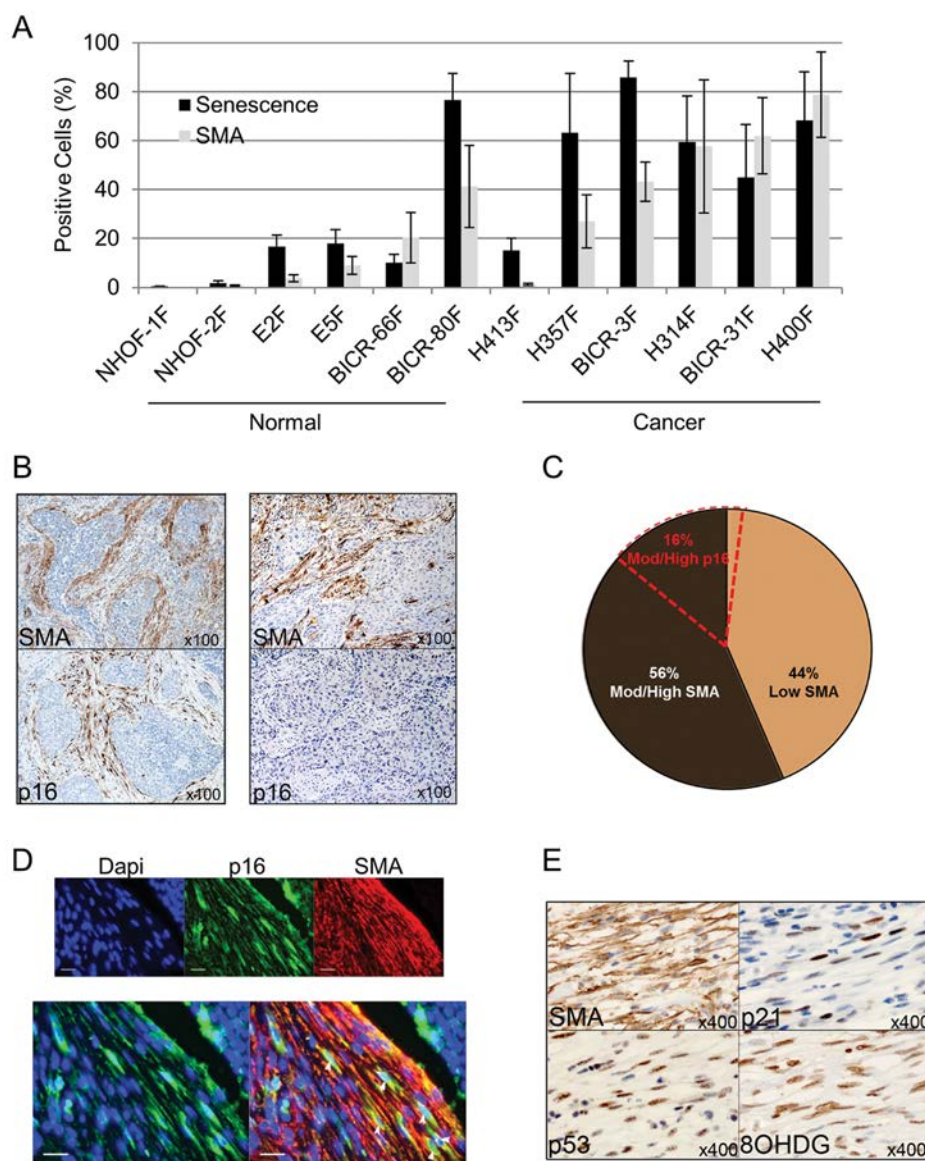 A
100
80
60
40
20
0
Positive Cells (%)
Senescence
SMA
NHOF-1F
NHOF-2F
E2F
E5F
BICR-66F
BICR-80F
H413F
H357F
BICR-3F
H314F
BICR-31F
H400F
Normal
Cancer
B
SMA
x100
SMA
x100
p16
x100
p16
x100
C
16%
Mod/High p16
56%
Mod/High SMA
44%
Low SMA
D
Dapi
p16
SMA
E
SMA
x400
p21
x400
p53
x400
8OHDG
x400